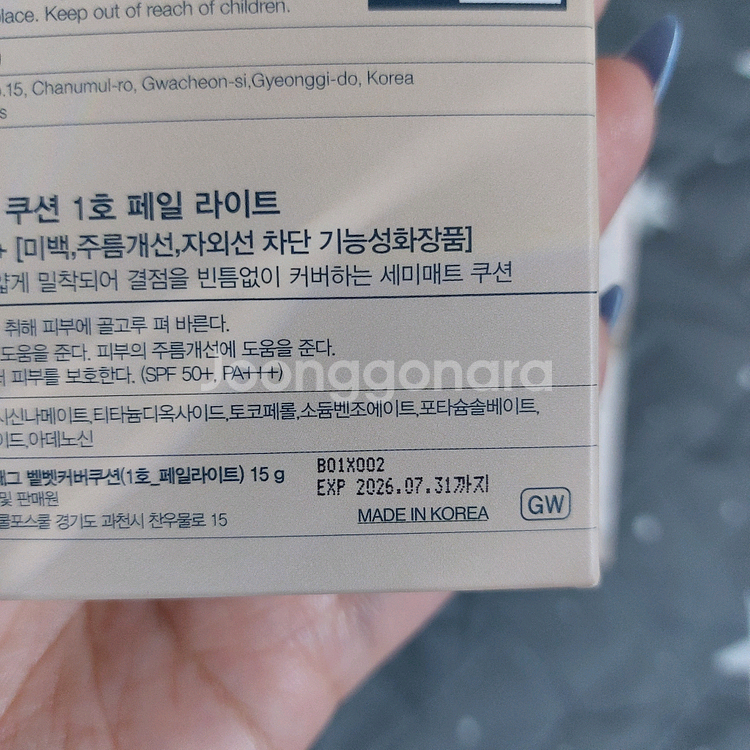 lace. Keep out of reach of children.
.15, Chanumul-ro, Gwacheon-si,Gyeonggi-do, Korea
s
쿠션 1호 페일 라이트
+ [미백,주름개선,자외선 차단 기능성화장품]
얇게 밀착되어 결점을 빈틈없이 커버하는 세미매트 쿠션
취해 피부에 골고루 펴 바른다.
도움을 준다. 피부의 주름개선에 도움을 준다.
피부를 보호한다. (SPF 50+, PA+++)
Joonggonara
시신나메이트,티타늄디옥사이드,토코페롤,소듐벤조에이트,포타슘솔베이트,
이드,아데노신
래그 벨벳커버쿠션(1호_페일라이트) 15 g
및 판매원
쿨포스쿨 경기도 과천시 찬우물로 15
B01X002
EXP 2026.07.31까지
MADE IN KOREA
GW